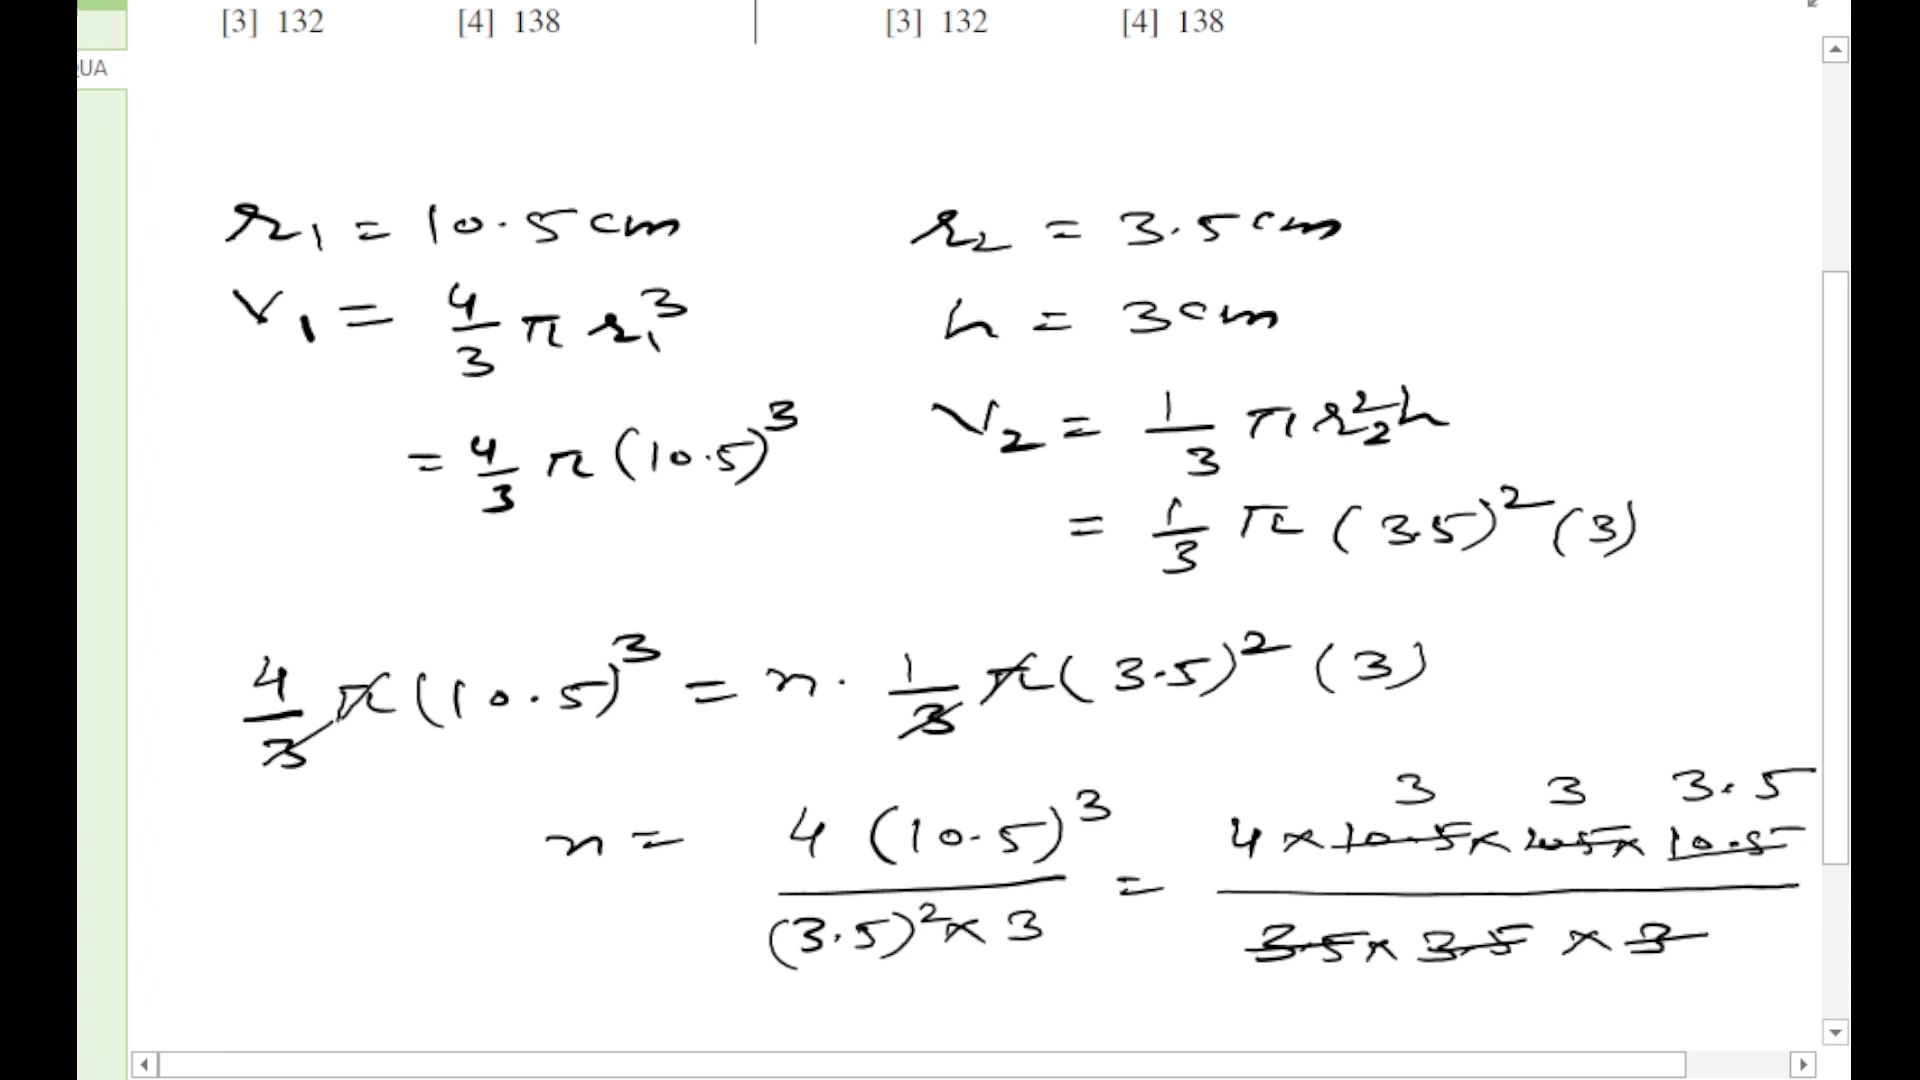 [3] 132 [4] 138 [3] 132 [4] 138
QUA
r₁ = 10.5 cm r₂ = 3.5 cm
V₁ = 4/3 π r₁³ h = 3 cm
V₂ = 1/3 π r₂² h
= 4/3 π (10.5)³
= 1/3 π (3.5)² (3)
4/3 π (10.5)³ = n · 1/3 π (3.5)² (3)
3 3 3.5
n = 4 (10.5)³ / (3.5)² × 3 = 4 × 10.5 × 10.5 × 10.5 / 3.5 × 3.5 × 3